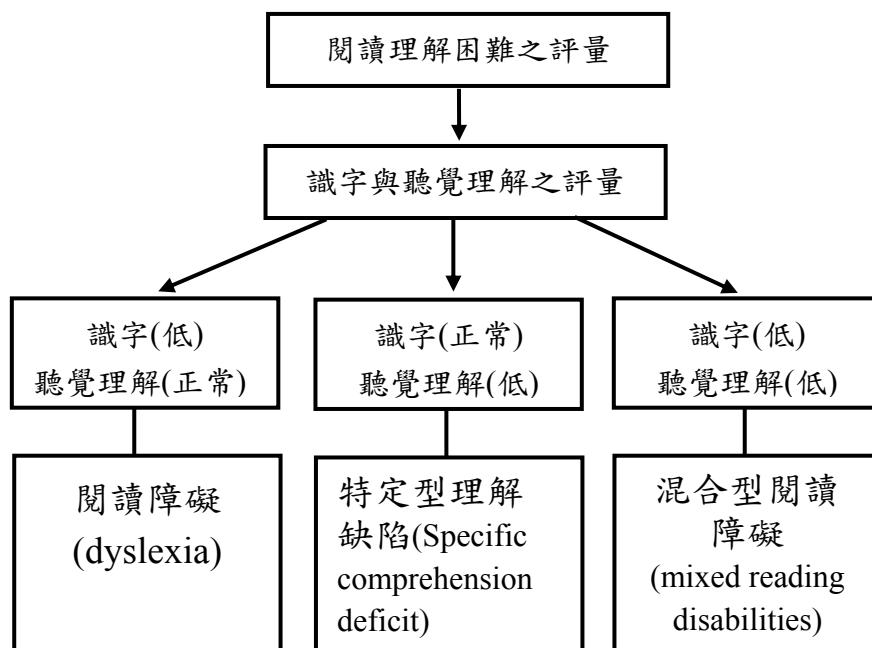 閱讀理解困難之評量
識字與聽覺理解之評量
識字(低)
聽覺理解(正常)
識字(正常)
聽覺理解(低)
識字(低)
聽覺理解(低)
閱讀障礙
(dyslexia)
特定型理解
缺陷(Specific
comprehension
deficit)
混合型閱讀
障礙
(mixed reading
disabilities)